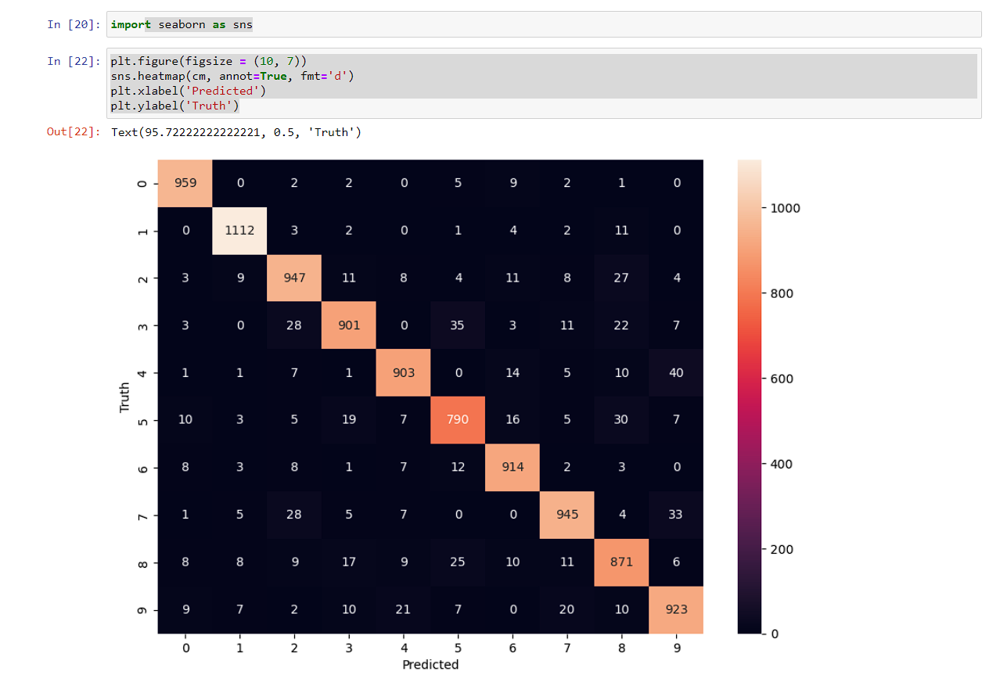 In [20]: import seaborn as sns
In [22]: plt.figure(figsize = (10, 7))
sns.heatmap(cm, annot=True, fmt='d')
plt.xlabel('Predicted')
plt.ylabel('Truth')
Out[22]: Text(95.72222222222221, 0.5, 'Truth')
0 959 0 2 2 0 5 9 2 1 0
1 0 1112 3 2 0 1 4 2 11 0
2 3 9 947 11 8 4 11 8 27 4
3 3 0 28 901 0 35 3 11 22 7
4 1 1 7 1 903 0 14 5 10 40
5 10 3 5 19 7 790 16 5 30 7
6 8 3 8 1 7 12 914 2 3 0
7 1 5 28 5 7 0 0 945 4 33
8 8 8 9 17 9 25 10 11 871 6
9 9 7 2 10 21 7 0 20 10 923
0 1 2 3 4 5 6 7 8 9
Predicted
Truth
1000
800
600
400
200
0